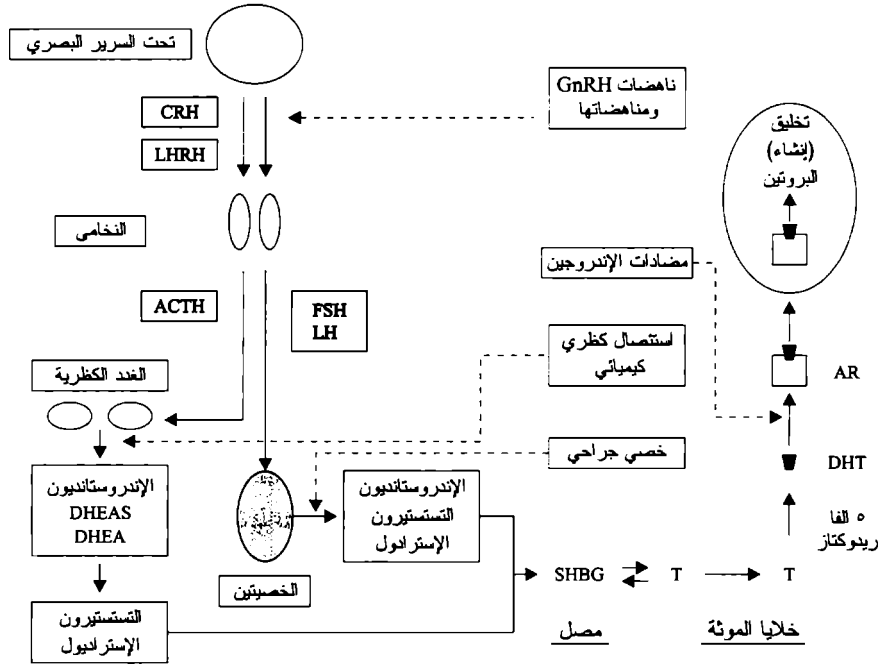 تحت السرير البصري
CRH
LHRH
ناهضات GnRH
ومناهضاتها
تخليق
(إنشاء)
البروتين
النخامى
مضادات الإندروجين
ACTH
FSH
LH
استئصال كظري
كيميائي
AR
الغدد الكظرية
خصي جراحي
DHT
الإندروستانديون
DHEAS
DHEA
الإندروستانديون
التستستيرون
الإسترادول
٥ الفا
ريدوكتاز
الخصيتين
SHBG
T
T
التستستيرون
الإستراديول
مصل
خلايا الموثة